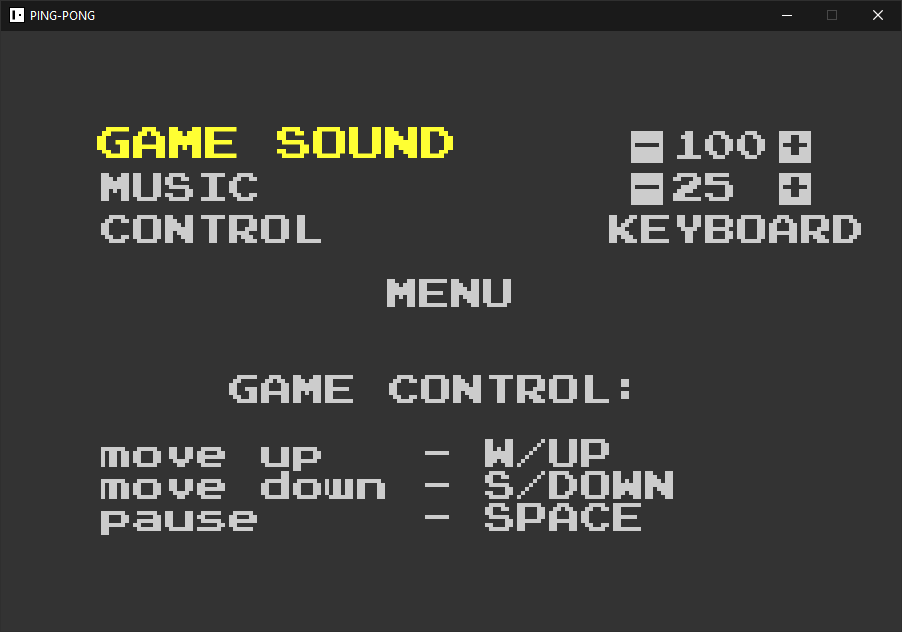 PING-PONG
GAME SOUND - 100 +
MUSIC - 25 +
CONTROL KEYBOARD
MENU
GAME CONTROL:
move up - W/UP
move down - S/DOWN
pause - SPACE